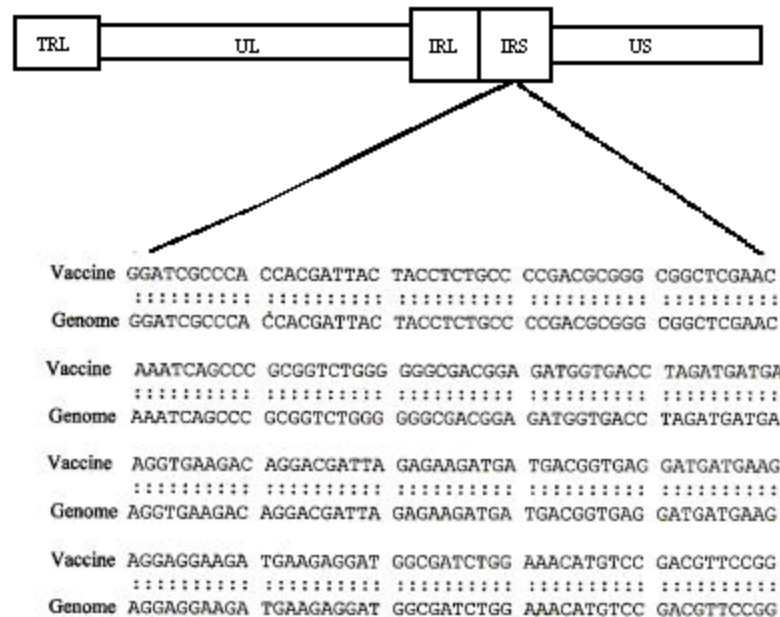 TRL UL IRL IRS US
Vaccine GGATCGCCCA CCACGATTAC TACCTCTGCC CCGACGCGGG CGGCTCGAAC
:::::::::: :::::::::: :::::::::: :::::::::: ::::::::::
Genome GGATCGCCCA CCACGATTAC TACCTCTGCC CCGACGCGGG CGGCTCGAAC
Vaccine AAATCAGCCC GCGGTCTGGG GGGCGACGGA GATGGTGACC TAGATGATGA
:::::::::: :::::::::: :::::::::: :::::::::: ::::::::::
Genome AAATCAGCCC GCGGTCTGGG GGGCGACGGA GATGGTGACC TAGATGATGA
Vaccine AGGTGAAGAC AGGACGATTA GAGAAGATGA TGACGGTGAG GATGATGAAG
:::::::::: :::::::::: :::::::::: :::::::::: ::::::::::
Genome AGGTGAAGAC AGGACGATTA GAGAAGATGA TGACGGTGAG GATGATGAAG
Vaccine AGGAGGAAGA TGAAGAGGAT GGCGATCTGG AAACATGTCC GACGTTCCGG
:::::::::: :::::::::: :::::::::: :::::::::: ::::::::::
Genome AGGAGGAAGA TGAAGAGGAT GGCGATCTGG AAACATGTCC GACGTTCCGG